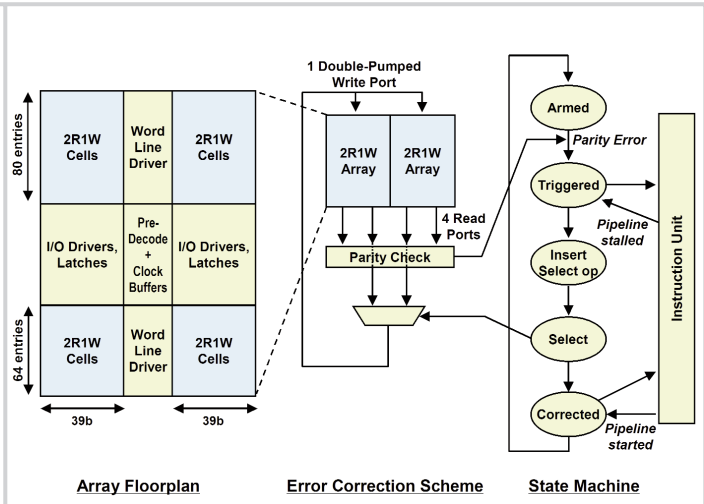 80 entries
2R1W
Cells
Word
Line
Driver
2R1W
Cells
I/O Drivers,
Latches
Pre-
Decode
+
Clock
Buffers
I/O Drivers,
Latches
64 entries
2R1W
Cells
Word
Line
Driver
2R1W
Cells
39b
39b
Array Floorplan
1 Double-Pumped
Write Port
2R1W
Array
2R1W
Array
4 Read
Ports
Parity Check
Error Correction Scheme
Armed
Parity Error
Triggered
Pipeline
stalled
Insert
Select op
Select
Corrected
Pipeline
started
Instruction Unit
State Machine